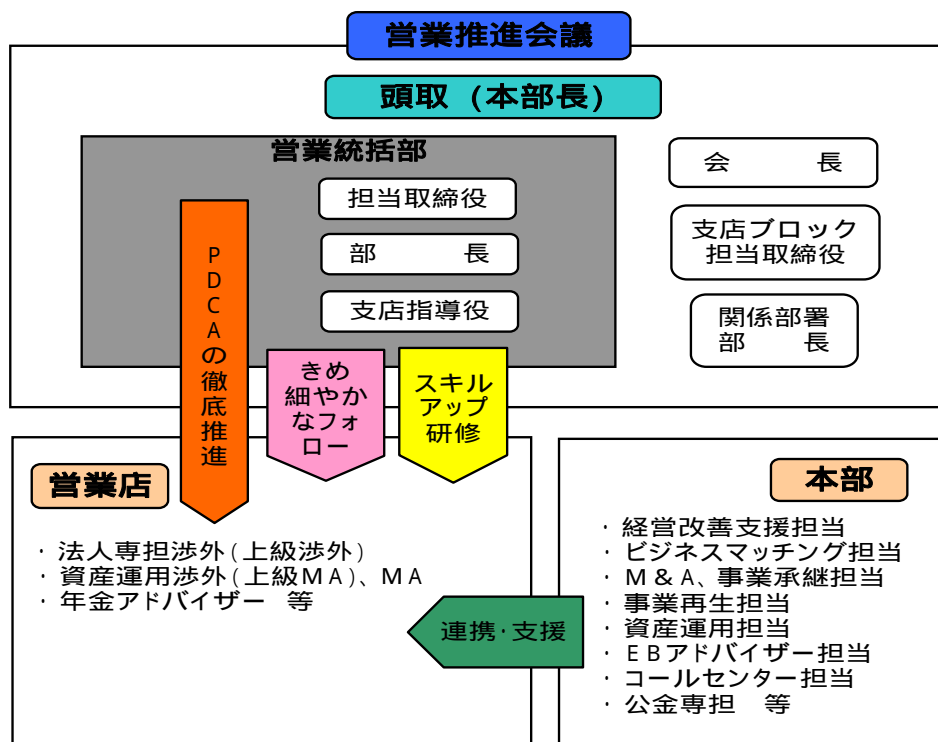 営業推進会議
頭取 (本部長)
営業統括部
担当取締役
部 長
支店指導役
会 長
支店ブロック
担当取締役
関係部署
部 長
PDCAの徹底推進
きめ
細やか
なフォ
ロー
スキル
アップ
研修
営業店
・ 法人専担渉外(上級渉外)
・ 資産運用渉外(上級MA)、MA
・ 年金アドバイザー 等
連携・支援
本部
・ 経営改善支援担当
・ ビジネスマッチング担当
・ M&A、事業承継担当
・ 事業再生担当
・ 資産運用担当
・ EBアドバイザー担当
・ コールセンター担当
・ 公金専担 等